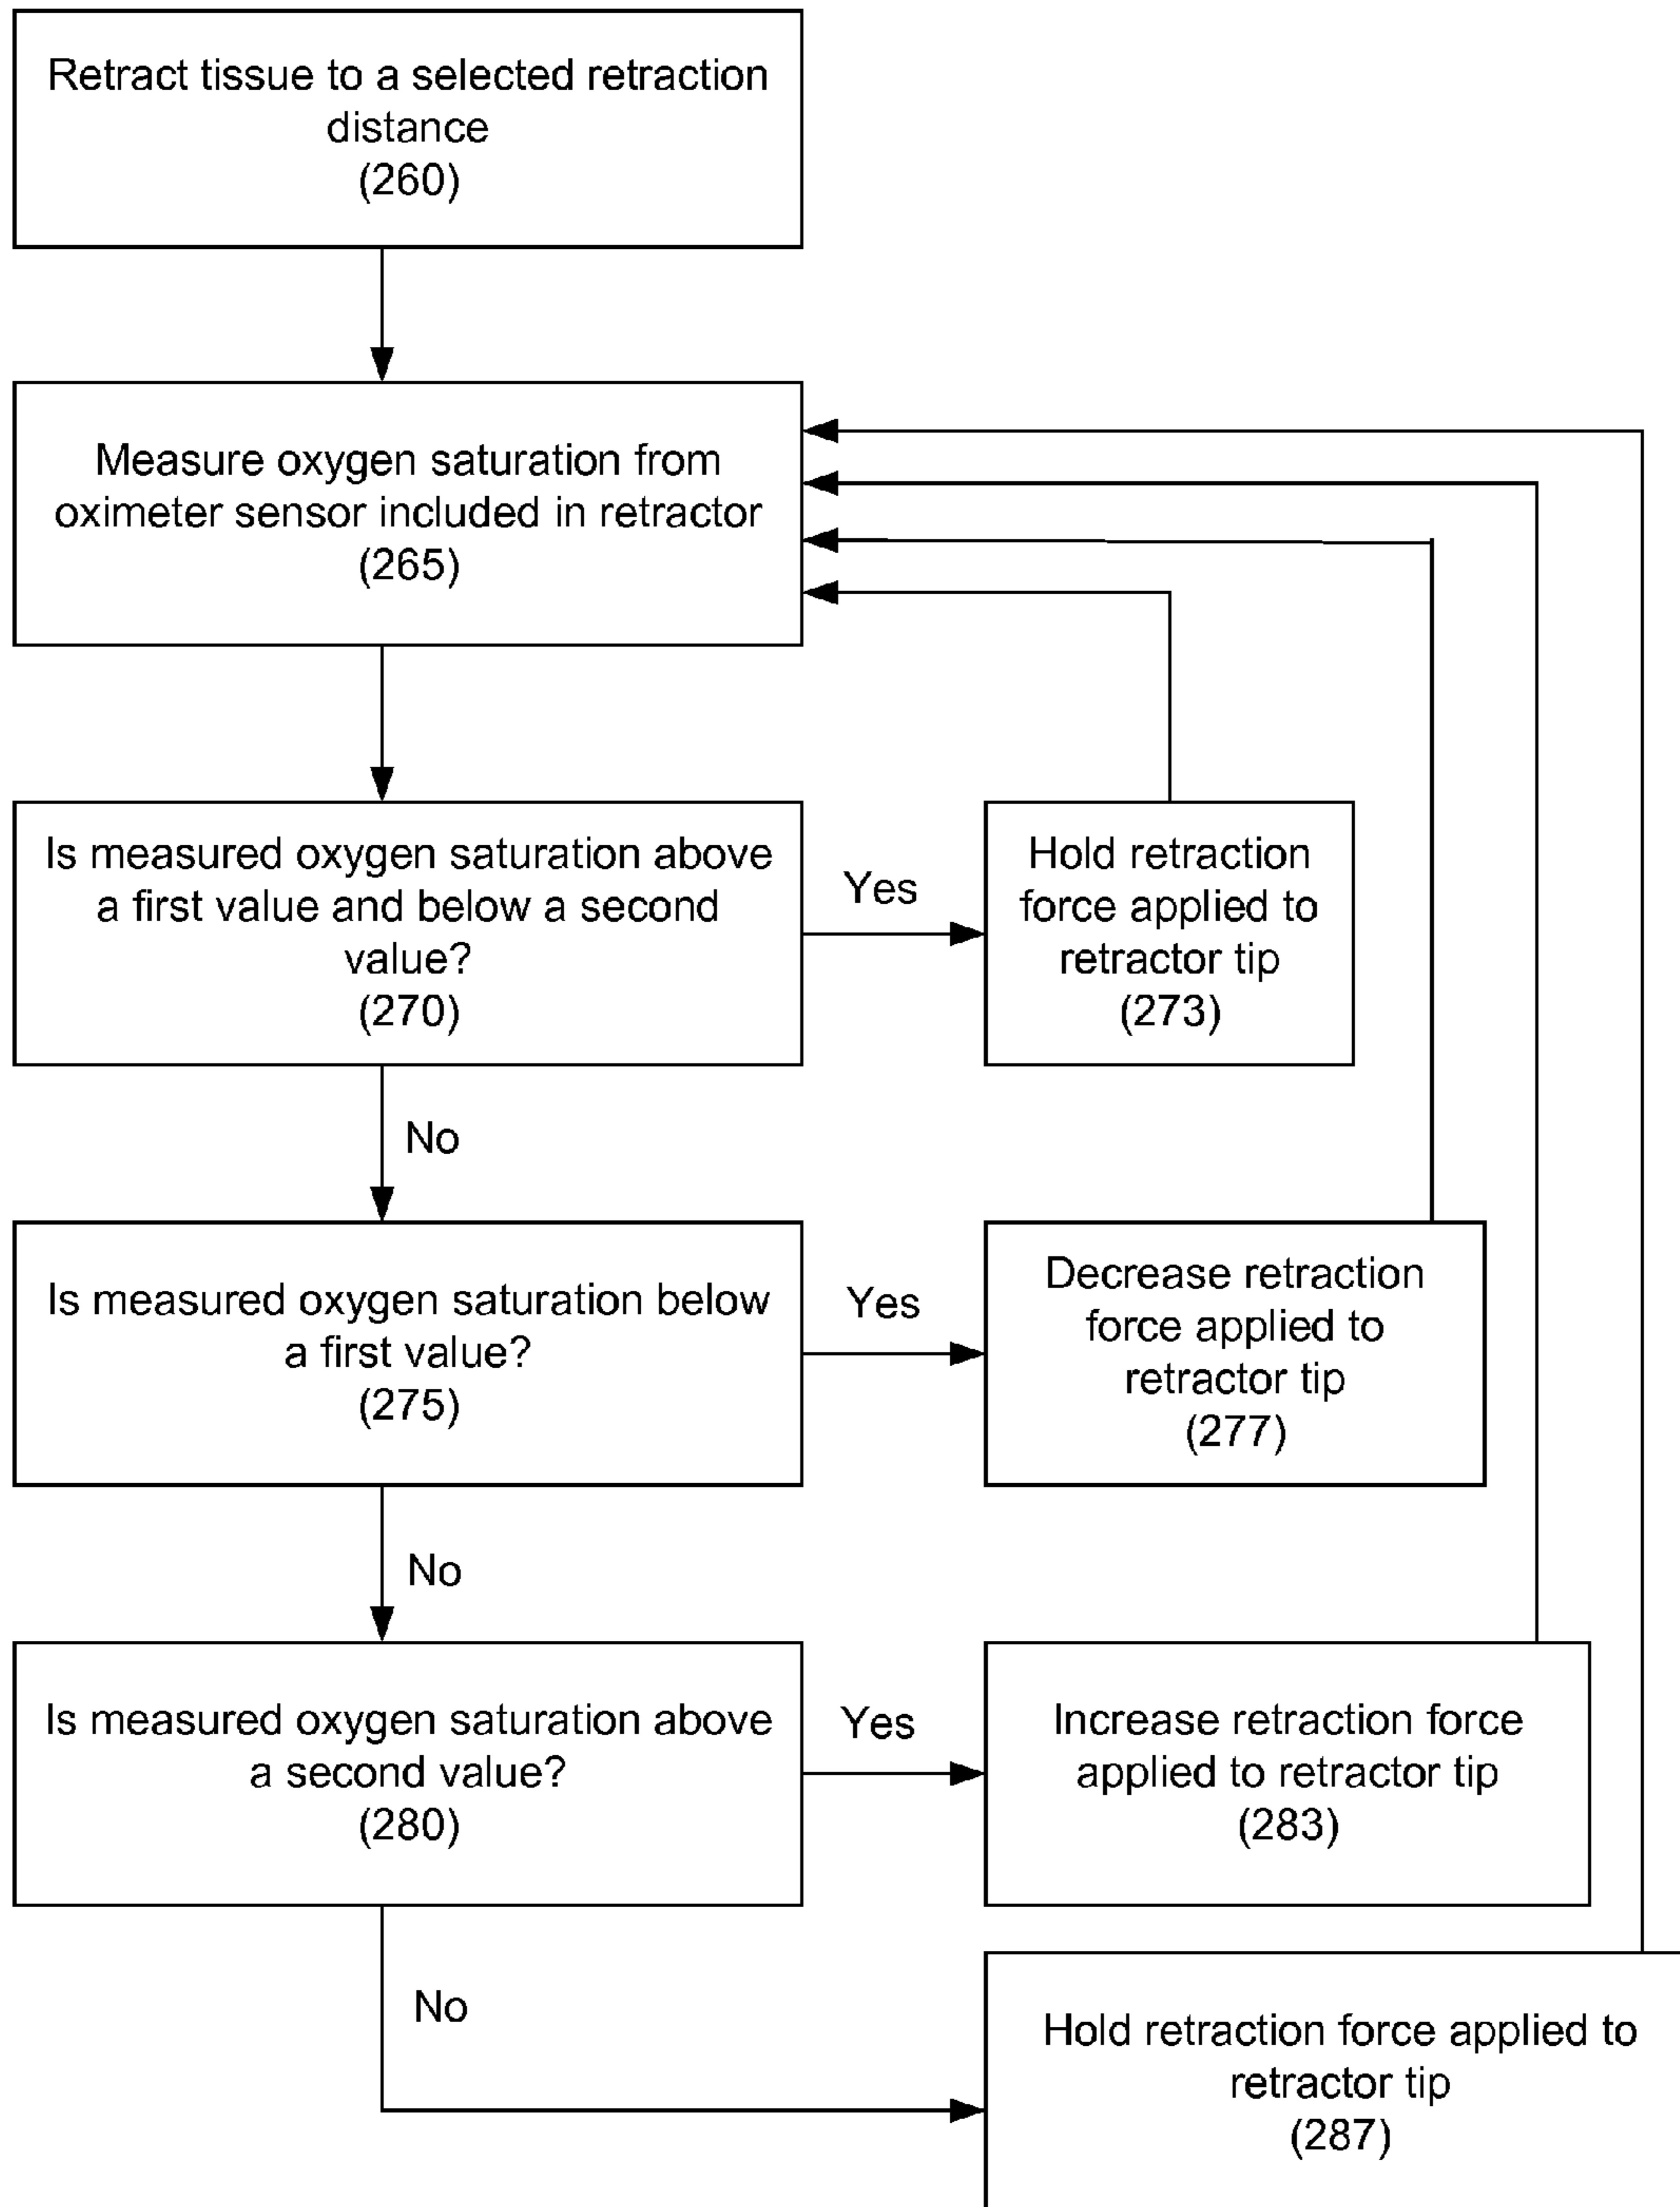 Retract tissue to a selected retraction
distance
(260)
Measure oxygen saturation from
oximeter sensor included in retractor
(265)
Is measured oxygen saturation above
a first value and below a second
value?
(270)
Yes
Hold retraction
force applied to
retractor tip
(273)
No
Is measured oxygen saturation below
a first value?
(275)
Yes
Decrease retraction
force applied to
retractor tip
(277)
No
Is measured oxygen saturation above
a second value?
(280)
Yes
Increase retraction force
applied to retractor tip
(283)
No
Hold retraction force applied to
retractor tip
(287)